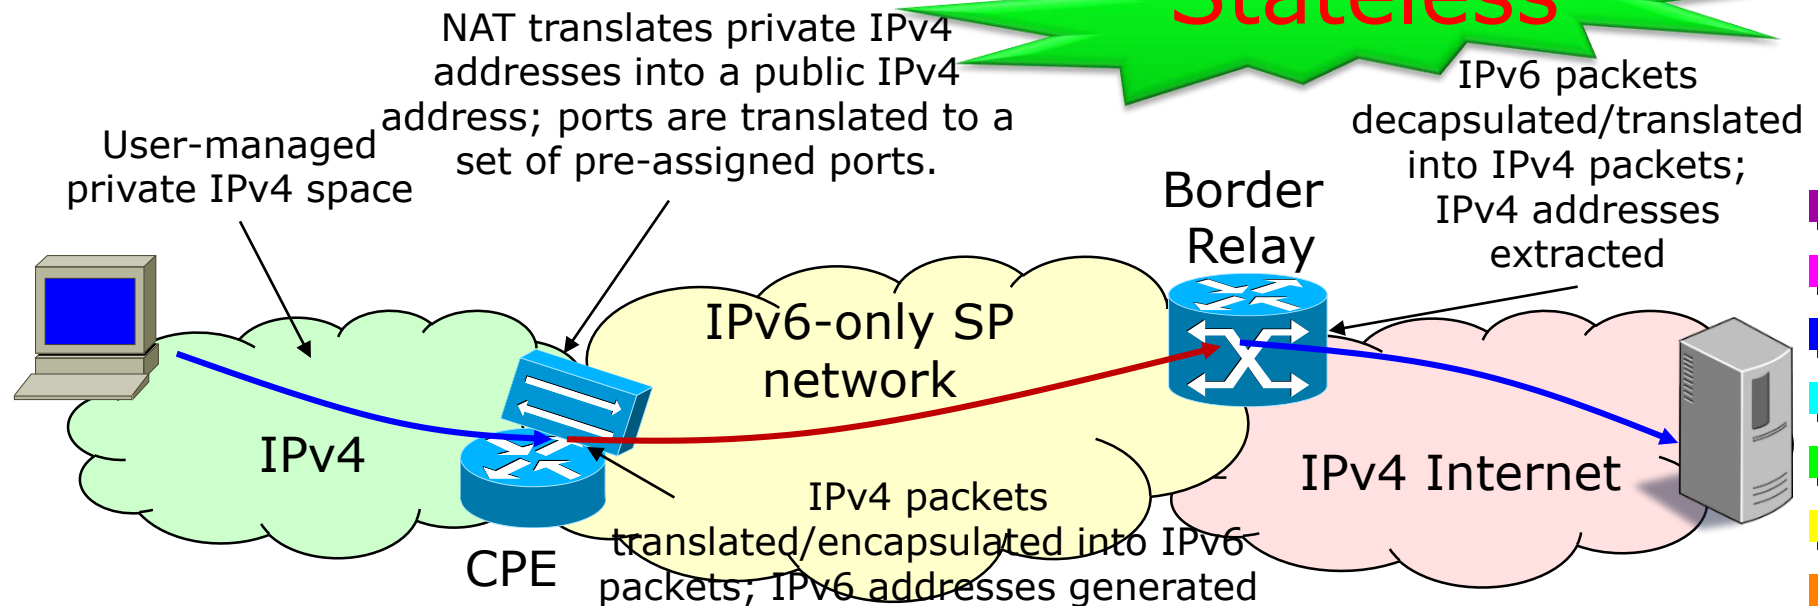 Stateless
NAT translates private IPv4
addresses into a public IPv4
address; ports are translated to a
set of pre-assigned ports.
User-managed
private IPv4 space
IPv6 packets
decapsulated/translated
into IPv4 packets;
IPv4 addresses
extracted
Border
Relay
IPv6-only SP
network
IPv4
IPv4 Internet
CPE
IPv4 packets
translated/encapsulated into IPv6
packets; IPv6 addresses generated